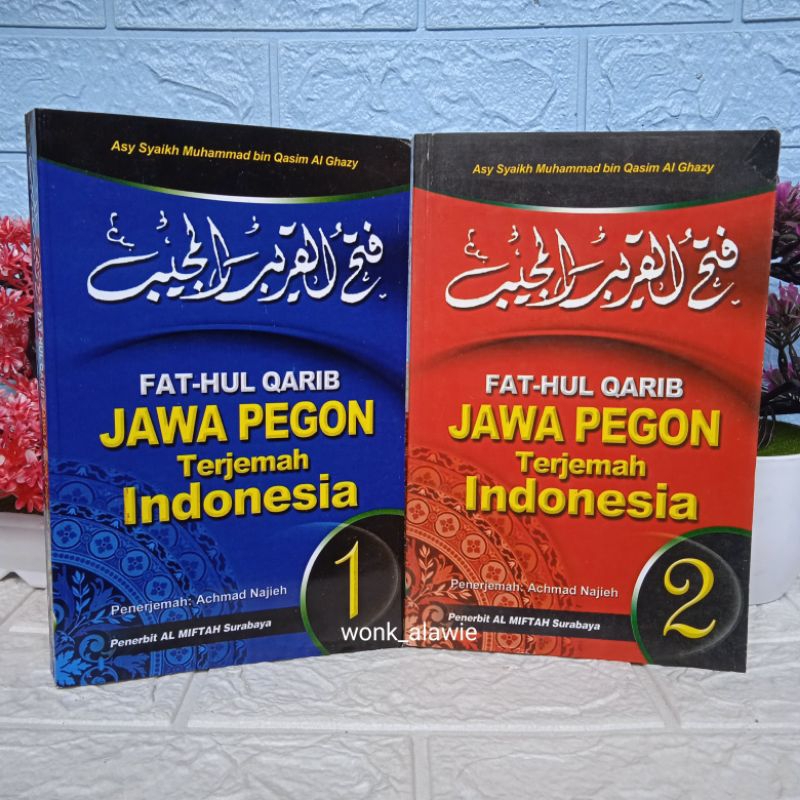 Asy Syaikh Muhammad bin Qasim Al Ghazy
فتح القريب المجيب
FAT-HUL QARIB
JAWA PEGON
Terjemah
Indonesia
1
Penerjemah: Achmad Najieh
Penerbit AL MIFTAH Surabaya
Asy Syaikh Muhammad bin Qasim Al Ghazy
فتح القريب المجيب
FAT-HUL QARIB
JAWA PEGON
Terjemah
Indonesia
2
Penerjemah: Achmad Najieh
Penerbit AL MIFTAH Surabaya
wonk_alawie